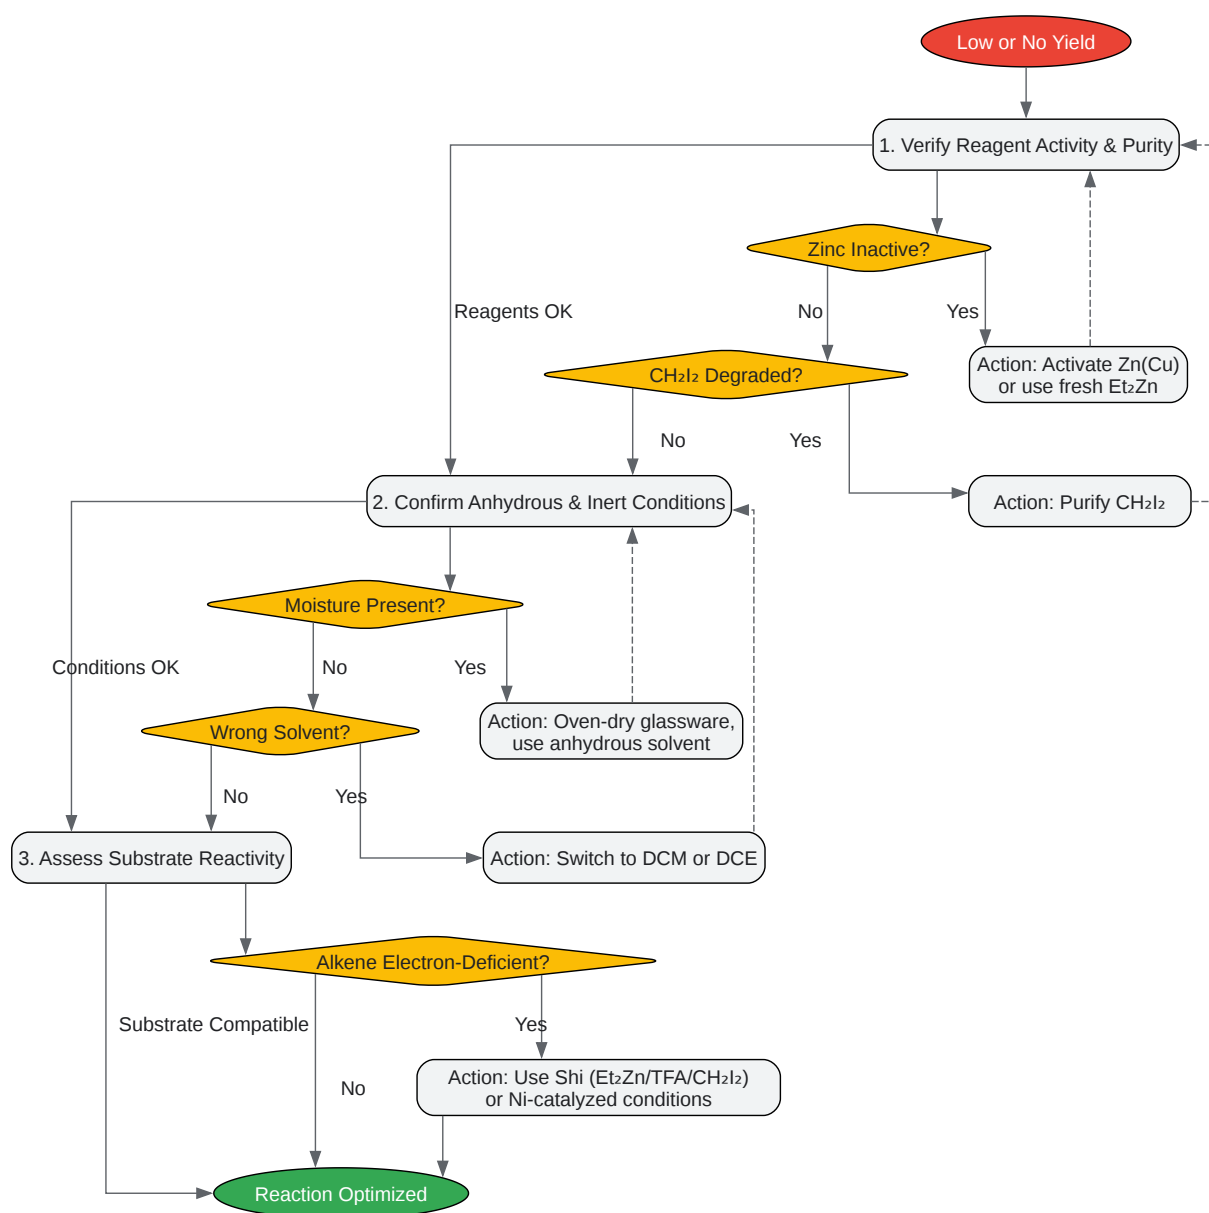 Low or No Yield
1. Verify Reagent Activity & Purity
Zinc Inactive?
Reagents OK
No
Yes
Action: Activate Zn(Cu)
or use fresh Et₂Zn
CH₂I₂ Degraded?
No
Yes
2. Confirm Anhydrous & Inert Conditions
Action: Purify CH₂I₂
Moisture Present?
Conditions OK
No
Yes
Action: Oven-dry glassware,
use anhydrous solvent
Wrong Solvent?
No
Yes
3. Assess Substrate Reactivity
Action: Switch to DCM or DCE
Alkene Electron-Deficient?
Substrate Compatible
Yes
Action: Use Shi (Et₂Zn/TFA/CH₂I₂)
or Ni-catalyzed conditions
No
Reaction Optimized